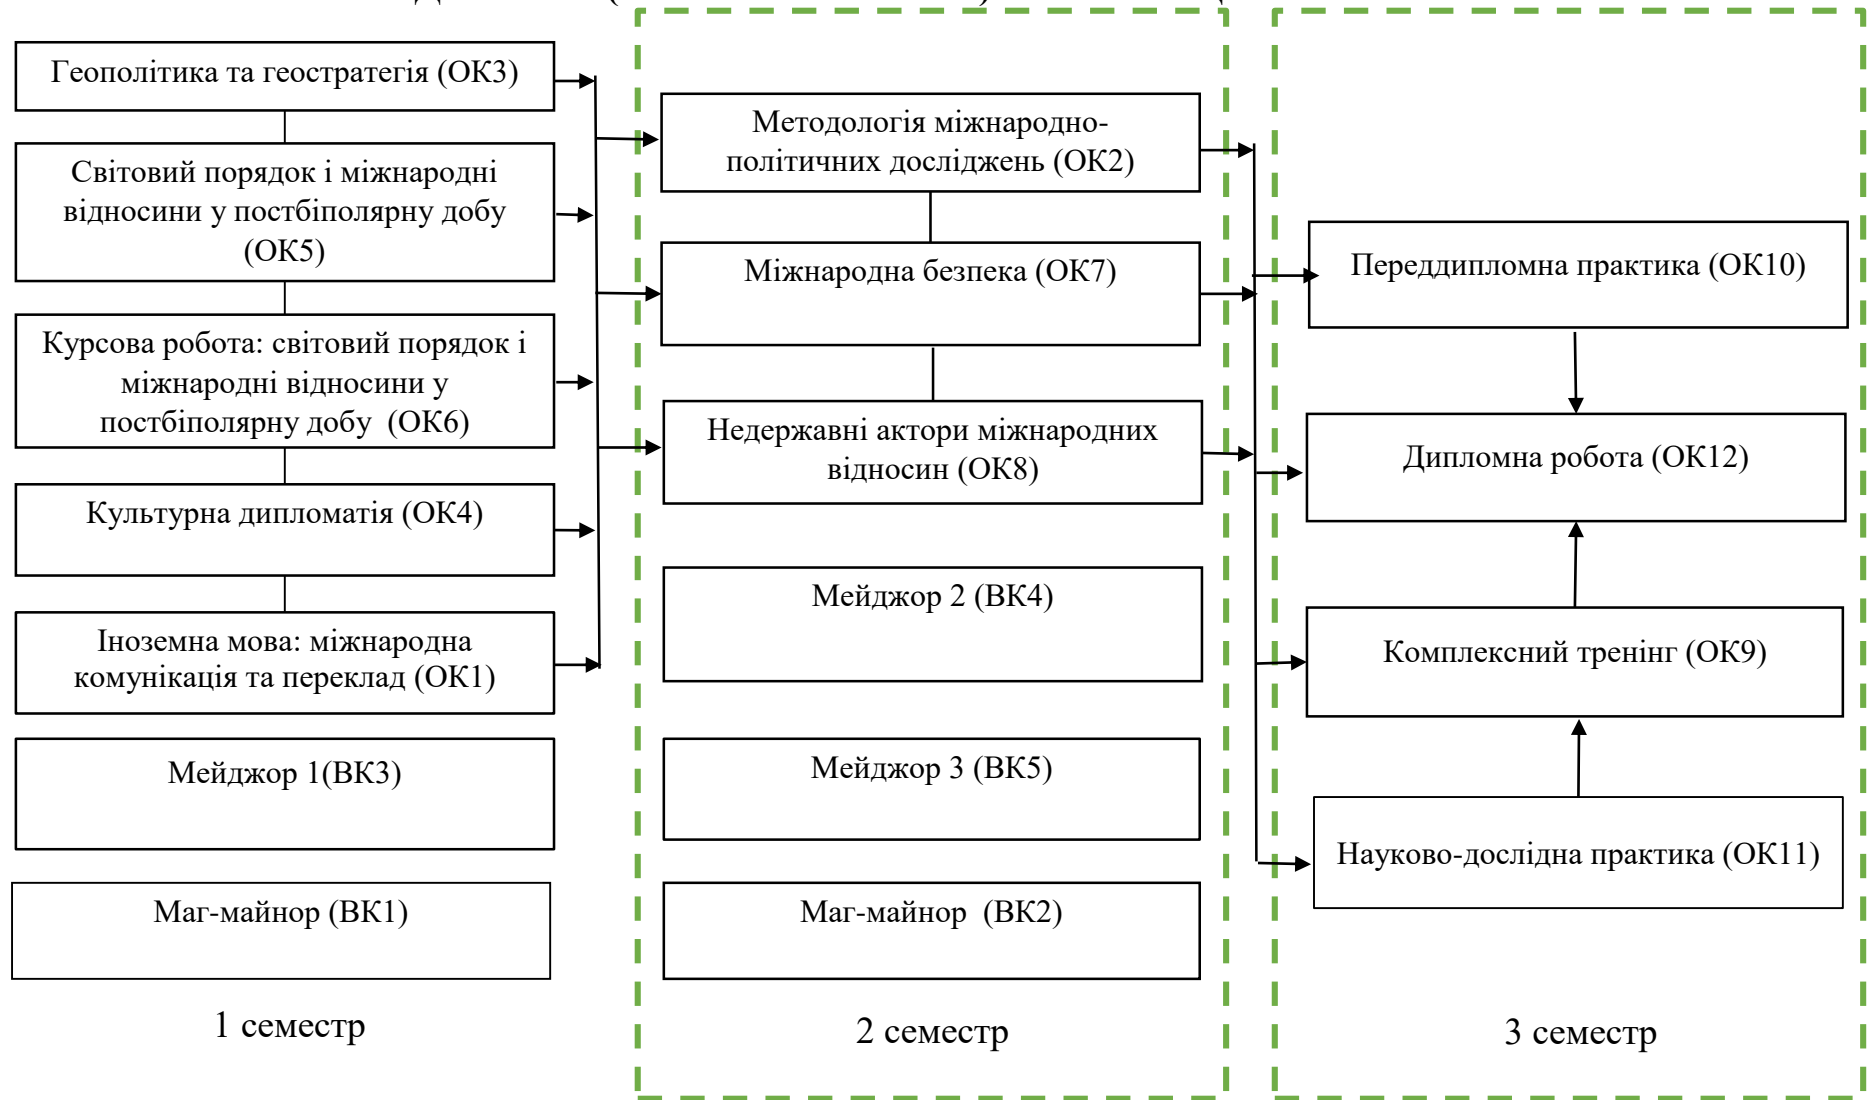 Геополітика та геостратегія (ОК3)
Світовий порядок і міжнародні
відносини у постбіполярну добу
(ОК5)
Курсова робота: світовий порядок і
міжнародні відносини у
постбіполярну добу (ОК6)
Культурна дипломатія (ОК4)
Іноземна мова: міжнародна
комунікація та переклад (ОК1)
Мейджор 1(ВК3)
Маг-майнор (ВК1)
1 семестр
Методологія міжнародно-
політичних досліджень (ОК2)
Міжнародна безпека (ОК7)
Недержавні актори міжнародних
відносин (ОК8)
Мейджор 2 (ВК4)
Мейджор 3 (ВК5)
Маг-майнор (ВК2)
2 семестр
Переддипломна практика (ОК10)
Дипломна робота (ОК12)
Комплексний тренінг (ОК9)
Науково-дослідна практика (ОК11)
3 семестр